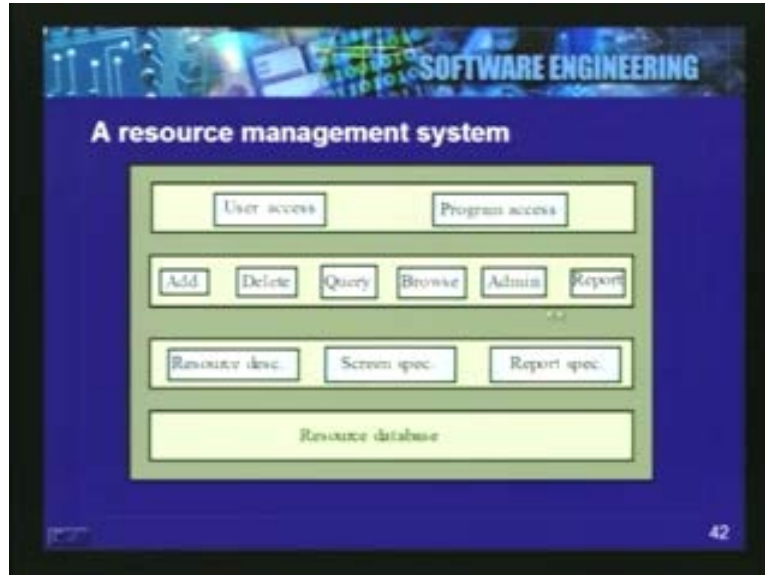 SOFTWARE ENGINEERING
A resource management system
User access Program access
Add Delete Query Browse Admin Report
Resource desc. Screen spec. Report spec.
Resource database
42